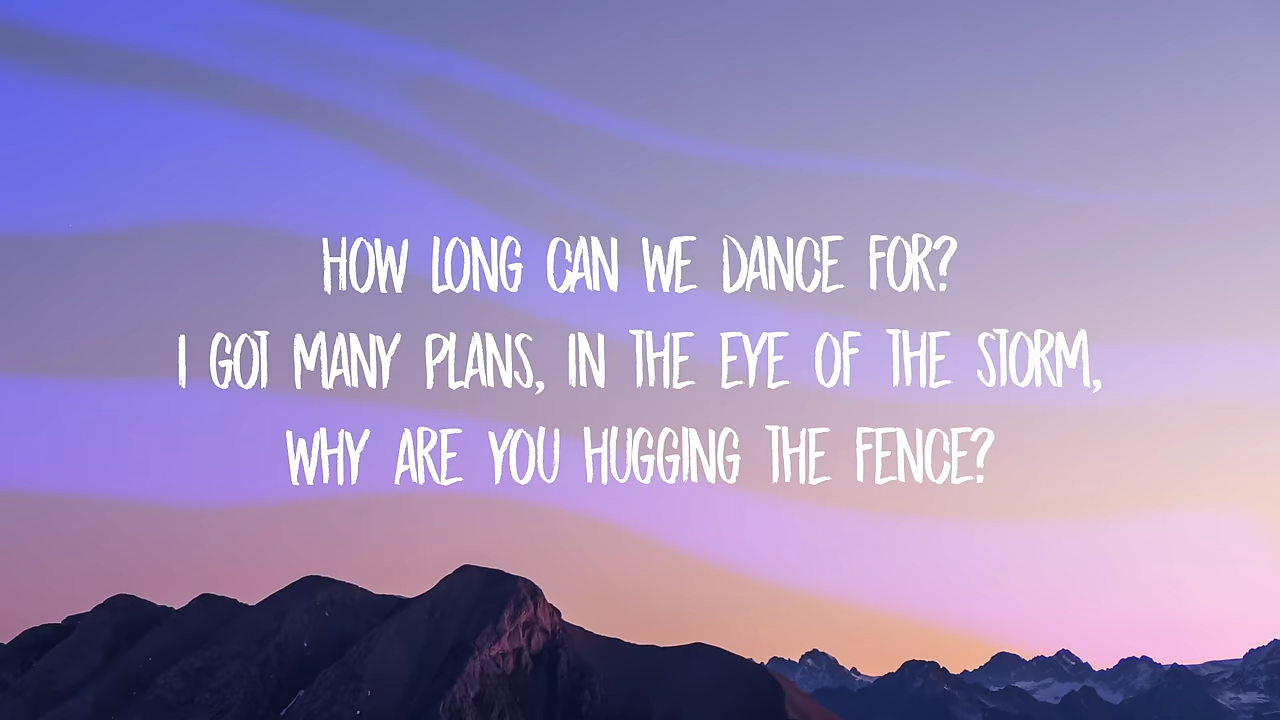 HOW LONG CAN WE DANCE FOR?
I GOT MANY PLANS, IN THE EYE OF THE STORM,
WHY ARE YOU HUGGING THE FENCE?